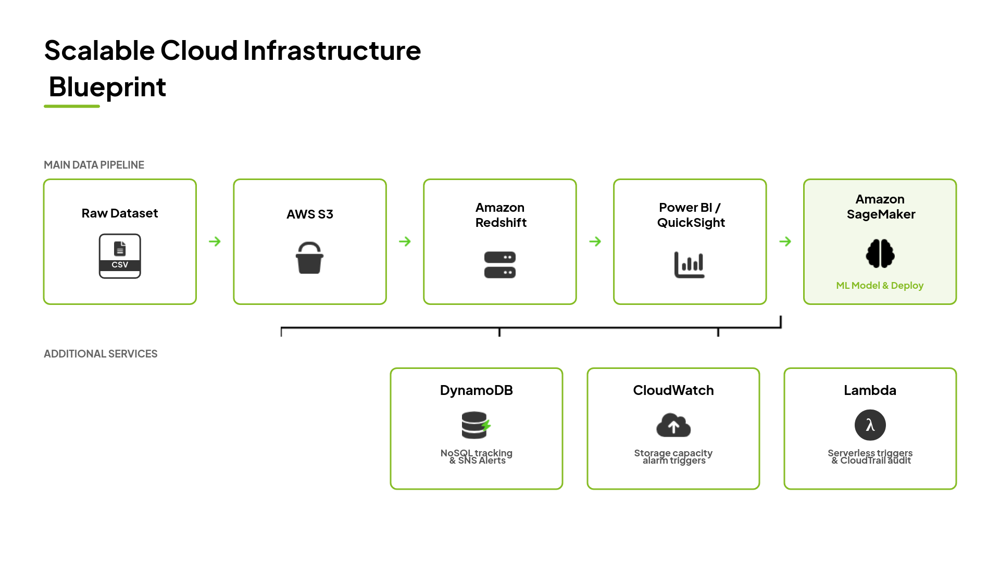 Scalable Cloud Infrastructure
Blueprint
MAIN DATA PIPELINE
Raw Dataset
CSV
AWS S3
Amazon
Redshift
Power BI /
QuickSight
Amazon
SageMaker
ML Model & Deploy
ADDITIONAL SERVICES
DynamoDB
NoSQL tracking
& SNS Alerts
CloudWatch
Storage capacity
alarm triggers
Lambda
λ
Serverless triggers
& CloudTrail audit